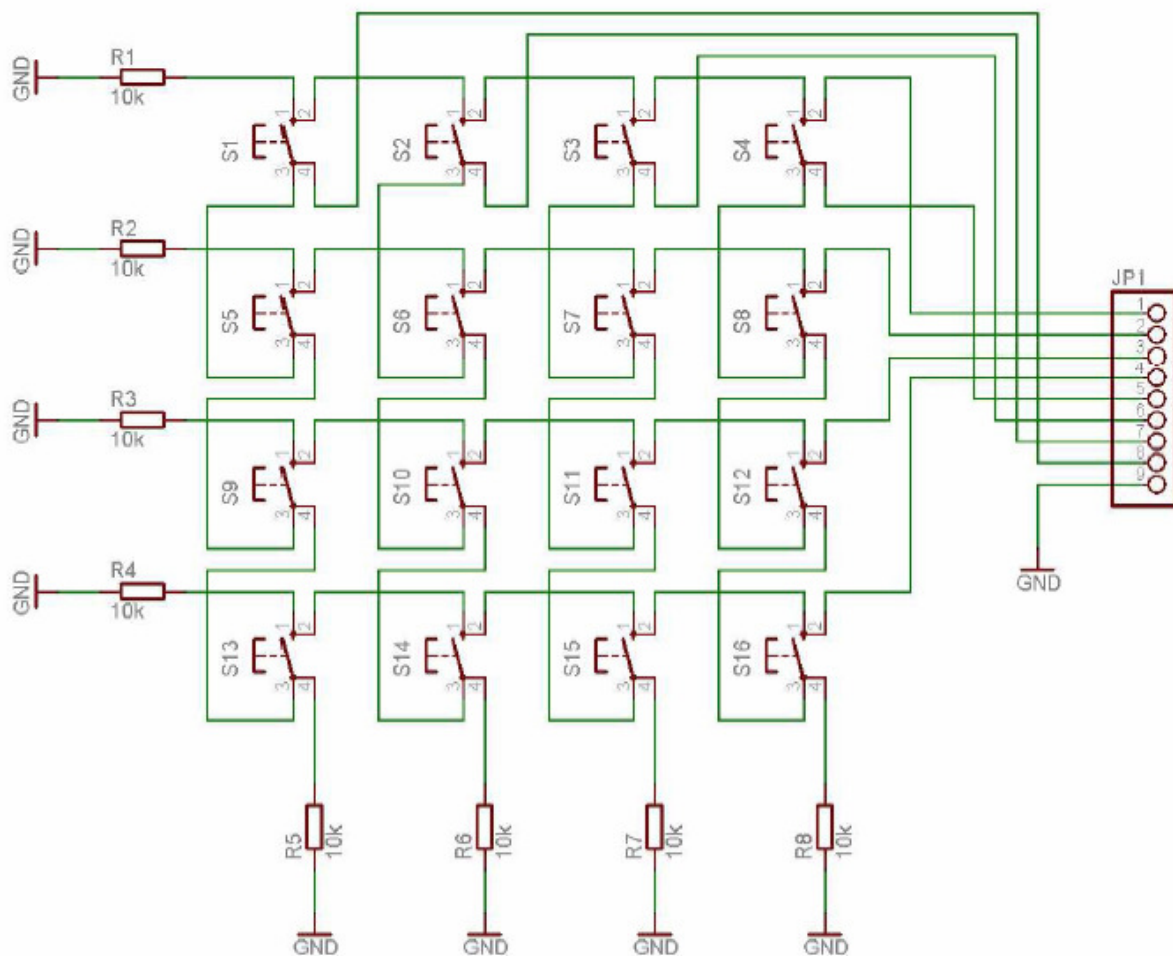 GND
R1
10k
1 2
3 4
S1
1 2
3 4
S2
1 2
3 4
S3
1 2
3 4
S4
GND
R2
10k
1 2
3 4
S5
1 2
3 4
S6
1 2
3 4
S7
1 2
3 4
S8
JP1
1
2
3
4
5
6
7
8
9
GND
GND
R3
10k
1 2
3 4
S9
1 2
3 4
S10
1 2
3 4
S11
1 2
3 4
S12
GND
R4
10k
1 2
3 4
S13
1 2
3 4
S14
1 2
3 4
S15
1 2
3 4
S16
R5
10k
R6
10k
R7
10k
R8
10k
GND
GND
GND
GND